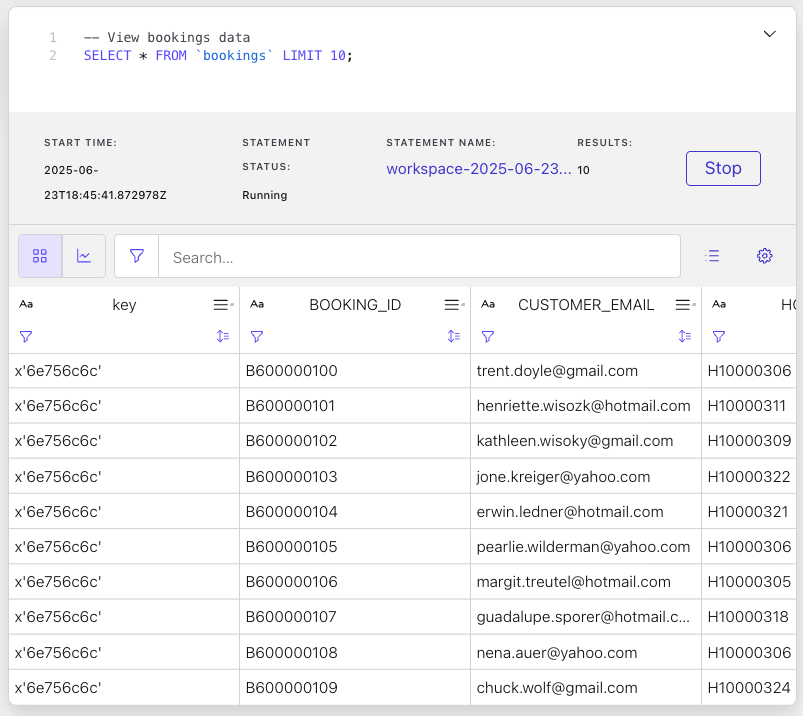 1 -- View bookings data
2 SELECT * FROM `bookings` LIMIT 10;
START TIME:
2025-06-
23T18:45:41.872978Z
STATEMENT
STATUS:
Running
STATEMENT NAME:
workspace-2025-06-23...
RESULTS:
10
Stop
Search...
Aa key Aa BOOKING_ID Aa CUSTOMER_EMAIL Aa HO
x'6e756c6c' B600000100 trent.doyle@gmail.com H10000306
x'6e756c6c' B600000101 henriette.wisozk@hotmail.com H10000311
x'6e756c6c' B600000102 kathleen.wisoky@gmail.com H10000309
x'6e756c6c' B600000103 jone.kreiger@yahoo.com H10000322
x'6e756c6c' B600000104 erwin.ledner@hotmail.com H10000321
x'6e756c6c' B600000105 pearlie.wilderman@yahoo.com H10000306
x'6e756c6c' B600000106 margit.treutel@hotmail.com H10000305
x'6e756c6c' B600000107 guadalupe.sporer@hotmail.c... H10000318
x'6e756c6c' B600000108 nena.auer@yahoo.com H10000306
x'6e756c6c' B600000109 chuck.wolf@gmail.com H10000324